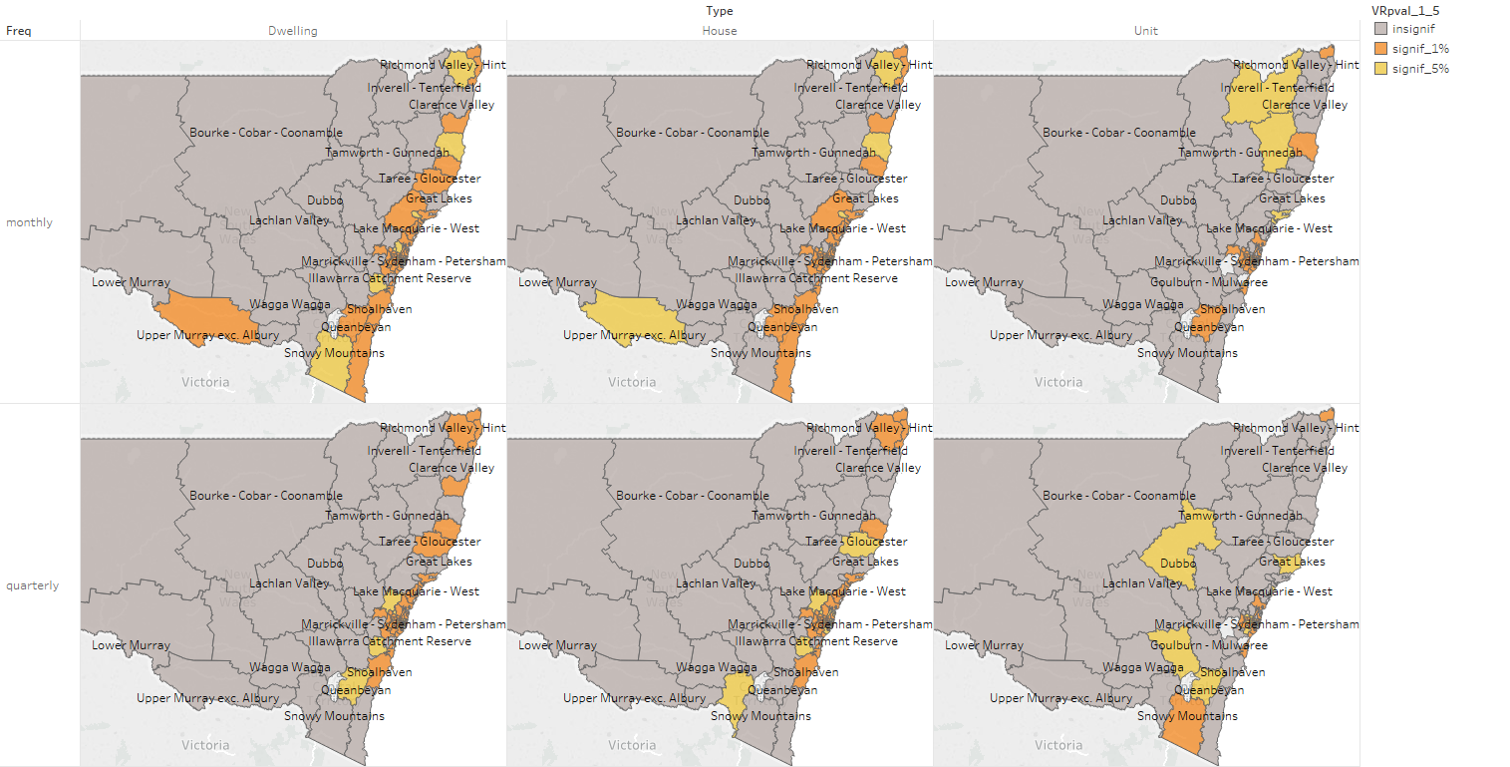 Type
VRpval_1_5
Freq
Dwelling
House
Unit
insignif
signif_1%
signif_5%
monthly
Richmond Valley - Hint
Inverell - Tenterfield
Clarence Valley
Bourke - Cobar - Coonamble
Tamworth - Gunnedah
Taree - Gloucester
Dubbo
Great Lakes
Lachlan Valley
Lake Macquarie - West
Marrickville - Sydenham - Petersham
Illawarra Catchment Reserve
Lower Murray
Wagga Wagga
Shoalhaven
Queanbeyan
Upper Murray exc. Albury
Snowy Mountains
Victoria
Richmond Valley - Hint
Inverell - Tenterfield
Clarence Valley
Bourke - Cobar - Coonamble
Tamworth - Gunnedah
Taree - Gloucester
Dubbo
Great Lakes
Lachlan Valley
Lake Macquarie - West
Marrickville - Sydenham - Petersham
Illawarra Catchment Reserve
Lower Murray
Wagga Wagga
Shoalhaven
Queanbeyan
Upper Murray exc. Albury
Snowy Mountains
Victoria
Richmond Valley - Hint
Inverell - Tenterfield
Clarence Valley
Bourke - Cobar - Coonamble
Tamworth - Gunnedah
Taree - Gloucester
Dubbo
Great Lakes
Lachlan Valley
Lake Macquarie - West
Marrickville - Sydenham - Petersham
Goulburn - Mulwaree
Lower Murray
Wagga Wagga
Shoalhaven
Queanbeyan
Upper Murray exc. Albury
Snowy Mountains
Victoria
quarterly
Richmond Valley - Hint
Inverell - Tenterfield
Clarence Valley
Bourke - Cobar - Coonamble
Tamworth - Gunnedah
Taree - Gloucester
Dubbo
Great Lakes
Lachlan Valley
Lake Macquarie - West
Marrickville - Sydenham - Petersham
Illawarra Catchment Reserve
Lower Murray
Wagga Wagga
Shoalhaven
Queanbeyan
Upper Murray exc. Albury
Snowy Mountains
Victoria
Richmond Valley - Hint
Inverell - Tenterfield
Clarence Valley
Bourke - Cobar - Coonamble
Tamworth - Gunnedah
Taree - Gloucester
Dubbo
Great Lakes
Lachlan Valley
Lake Macquarie - West
Marrickville - Sydenham - Petersham
Illawarra Catchment Reserve
Lower Murray
Wagga Wagga
Shoalhaven
Queanbeyan
Upper Murray exc. Albury
Snowy Mountains
Victoria
Richmond Valley - Hint
Inverell - Tenterfield
Clarence Valley
Bourke - Cobar - Coonamble
Tamworth - Gunnedah
Taree - Gloucester
Dubbo
Great Lakes
Lachlan Valley
Lake Macquarie - West
Marrickville - Sydenham - Petersham
Goulburn - Mulwaree
Lower Murray
Wagga Wagga
Shoalhaven
Queanbeyan
Upper Murray exc. Albury
Snowy Mountains
Victoria